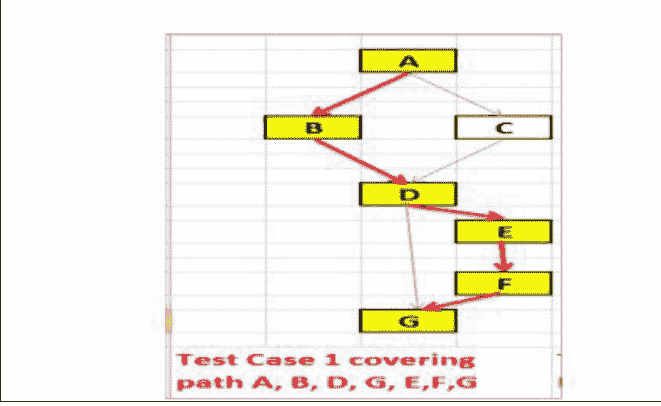 A
B
C
D
E
F
G
Test Case 1 covering
path A, B, D, G, E,F,G